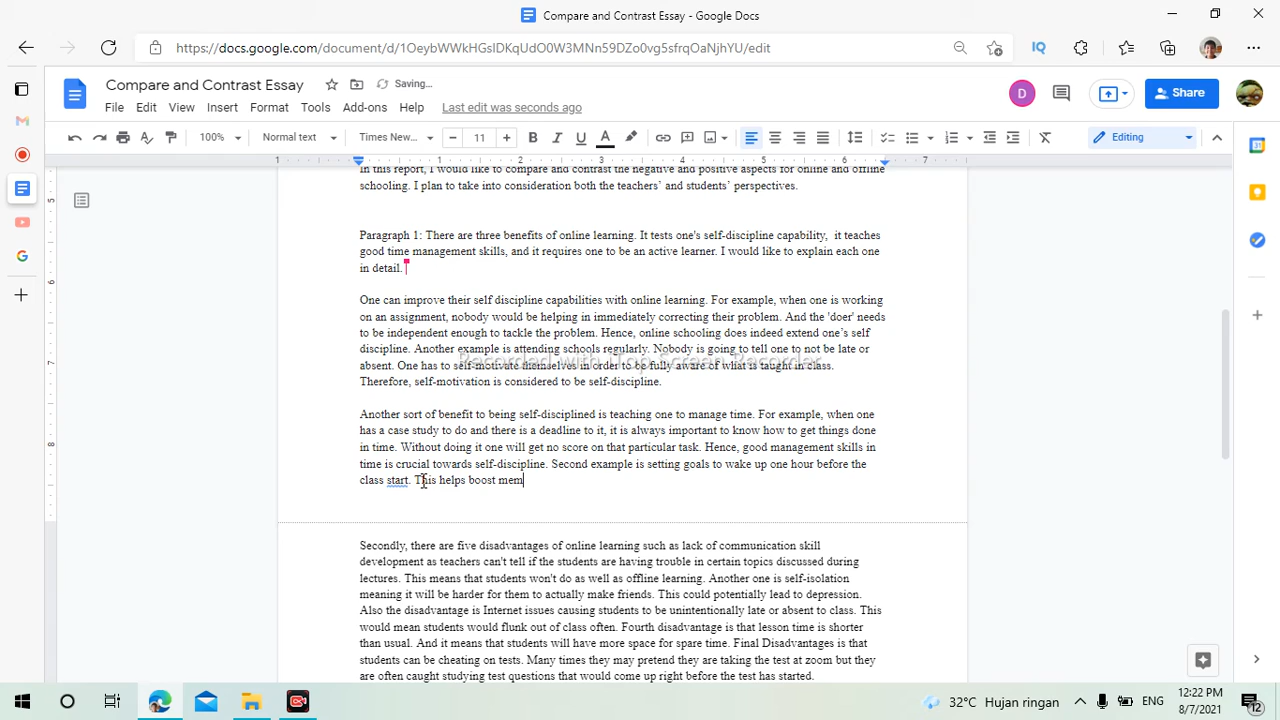 Compare and Contrast Essay - Google Docs
https://docs.google.com/document/d/1OeybWWkHGsIDKqUdO0W3MNn59DZo0vg5sfrqOaNjhYU/edit
Compare and Contrast Essay
Saving...
Share
D
File Edit View Insert Format Tools Add-ons Help Last edit was seconds ago
100% Normal text Times New... 11 B I U A Editing
1 1 2 3 4 5 6 7
In this report, I would like to compare and contrast the negative and positive aspects for online and offline
schooling. I plan to take into consideration both the teachers’ and students’ perspectives.
Paragraph 1: There are three benefits of online learning. It tests one's self-discipline capability, it teaches
good time management skills, and it requires one to be an active learner. I would like to explain each one
in detail.
One can improve their self discipline capabilities with online learning. For example, when one is working
on an assignment, nobody would be helping in immediately correcting their problem. And the 'doer' needs
to be independent enough to tackle the problem. Hence, online schooling does indeed extend one’s self
discipline. Another example is attending schools regularly. Nobody is going to tell one to not be late or
Recorded with iTop Screen Recorder
absent. One has to self-motivate themselves in order to be fully aware of what is taught in class.
Therefore, self-motivation is considered to be self-discipline.
Another sort of benefit to being self-disciplined is teaching one to manage time. For example, when one
has a case study to do and there is a deadline to it, it is always important to know how to get things done
in time. Without doing it one will get no score on that particular task. Hence, good management skills in
time is crucial towards self-discipline. Second example is setting goals to wake up one hour before the
class start. This helps boost mem
Secondly, there are five disadvantages of online learning such as lack of communication skill
development as teachers can't tell if the students are having trouble in certain topics discussed during
lectures. This means that students won't do as well as offline learning. Another one is self-isolation
meaning it will be harder for them to actually make friends. This could potentially lead to depression.
Also the disadvantage is Internet issues causing students to be unintentionally late or absent to class. This
would mean students would flunk out of class often. Fourth disadvantage is that lesson time is shorter
than usual. And it means that students will have more space for spare time. Final Disadvantages is that
students can be cheating on tests. Many times they may pretend they are taking the test at zoom but they
are often caught studying test questions that would come up right before the test has started.
5
6
7
8
32°C Hujan ringan
ENG
12:22 PM
8/7/2021
12